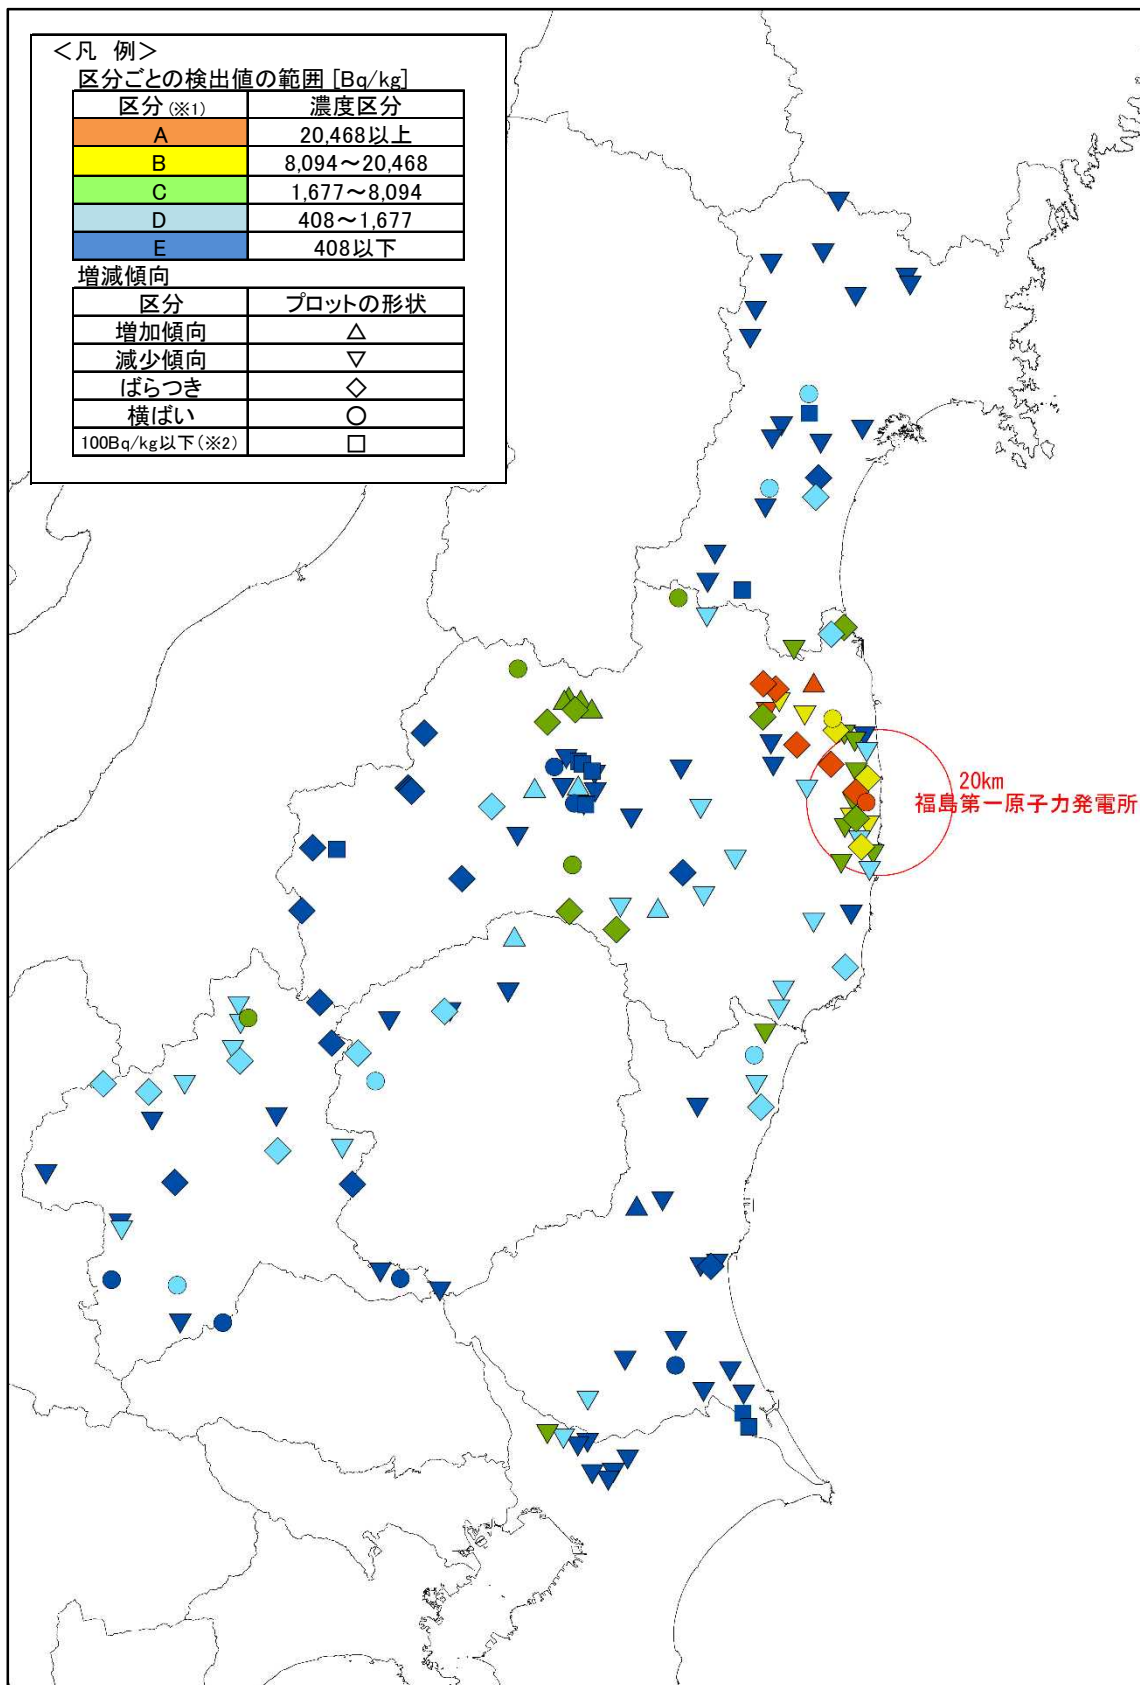 ＜凡 例＞
区分ごとの検出値の範囲 [Bq/kg]
区分(※1) 濃度区分
A 20,468以上
B 8,094～20,468
C 1,677～8,094
D 408～1,677
E 408以下
増減傾向
区分 プロットの形状
増加傾向 △
減少傾向 ▽
ばらつき ◇
横ばい ○
100Bq/kg以下(※2) □
20km
福島第一原子力発電所